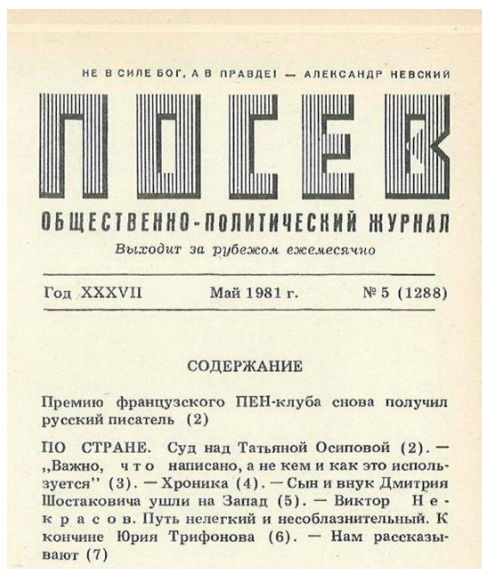 НЕ В СИЛЕ БОГ, А В ПРАВДЕ! — АЛЕКСАНДР НЕВСКИЙ
ПОСЕВ
ОБЩЕСТВЕННО-ПОЛИТИЧЕСКИЙ ЖУРНАЛ
Выходит за рубежом ежемесячно
Год XXXVII Май 1981 г. № 5 (1288)
СОДЕРЖАНИЕ
Премию французского ПЕН-клуба снова получил
русский писатель (2)
ПО СТРАНЕ. Суд над Татьяной Осиповой (2). —
„Важно, что написано, а не кем и как это исполь-
зуется” (3). — Хроника (4). — Сын и внук Дмитрия
Шостаковича ушли на Запад (5). — Виктор Не-
красов. Путь нелегкий и несоблазнительный. К
кончине Юрия Трифонова (6). — Нам рассказы-
вают (7)